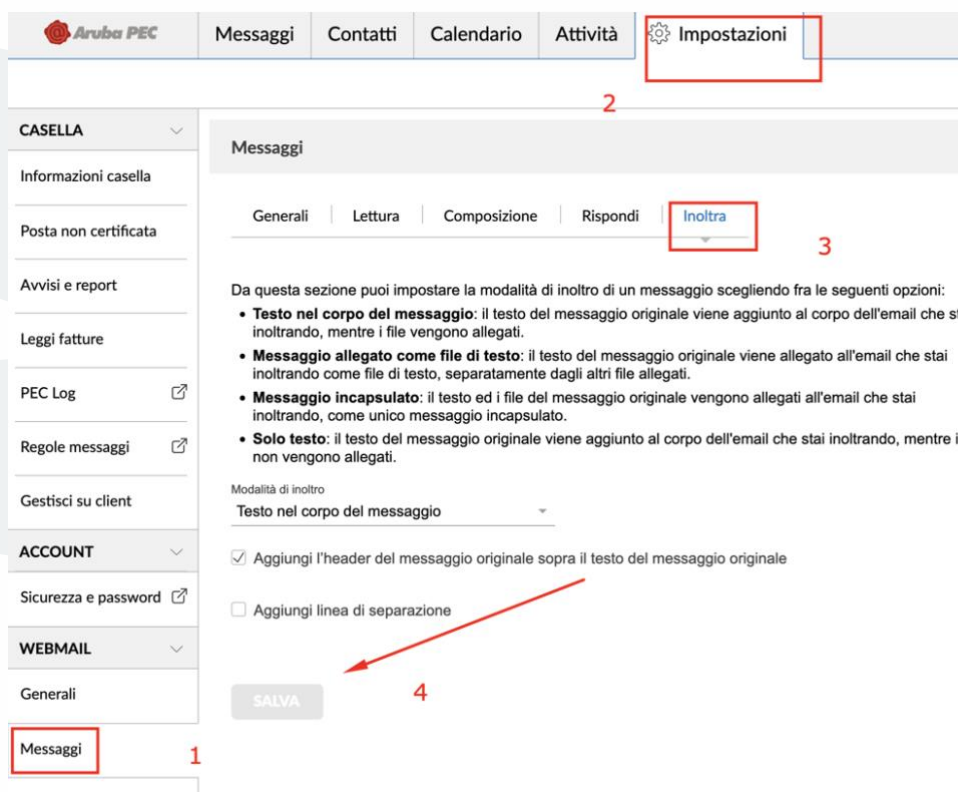 Aruba PEC
Messaggi
Contatti
Calendario
Attività
Impostazioni
2
CASELLA
Informazioni casella
Posta non certificata
Avvisi e report
Leggi fatture
PEC Log
Regole messaggi
Gestisci su client
ACCOUNT
Sicurezza e password
WEBMAIL
Generali
Messaggi
1
Messaggi
Generali
Lettura
Composizione
Rispondi
Inoltra
3
Da questa sezione puoi impostare la modalità di inoltro di un messaggio scegliendo fra le seguenti opzioni:
• Testo nel corpo del messaggio: il testo del messaggio originale viene aggiunto al corpo dell'email che
inoltrando, mentre i file vengono allegati.
• Messaggio allegato come file di testo: il testo del messaggio originale viene allegato all'email che stai
inoltrando come file di testo, separatamente dagli altri file allegati.
• Messaggio incapsulato: il testo ed i file del messaggio originale vengono allegati all'email che stai
inoltrando, come unico messaggio incapsulato.
• Solo testo: il testo del messaggio originale viene aggiunto al corpo dell'email che stai inoltrando, mentre i
non vengono allegati.
Modalità di inoltro
Testo nel corpo del messaggio
Aggiungi l'header del messaggio originale sopra il testo del messaggio originale
Aggiungi linea di separazione
SALVA
4